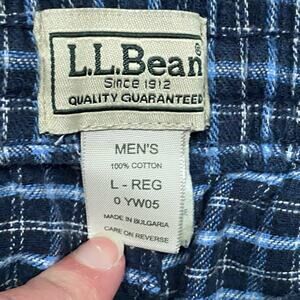 L.L.Bean®
Since 1912
QUALITY GUARANTEED
MEN'S
100% COTTON
L - REG
0 YW05
MADE IN BULGARIA
CARE ON REVERSE